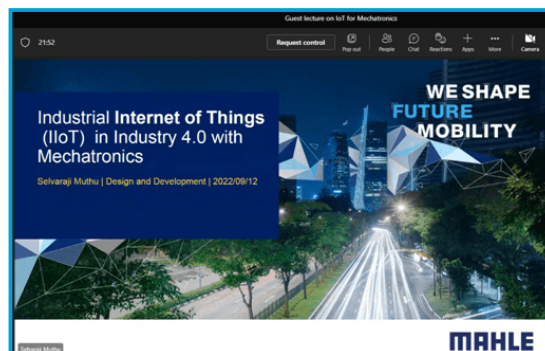 Guest lecture on IoT for Mechatronics
21:52
Request control
Pop out
People
Chat
Reactions
Apps
More
Camera
WE SHAPE
FUTURE
MOBILITY
Industrial Internet of Things
(IIoT) in Industry 4.0 with
Mechatronics
Selvaraji Muthu | Design and Development | 2022/09/12
Selvaraji Muthu
MAHLE